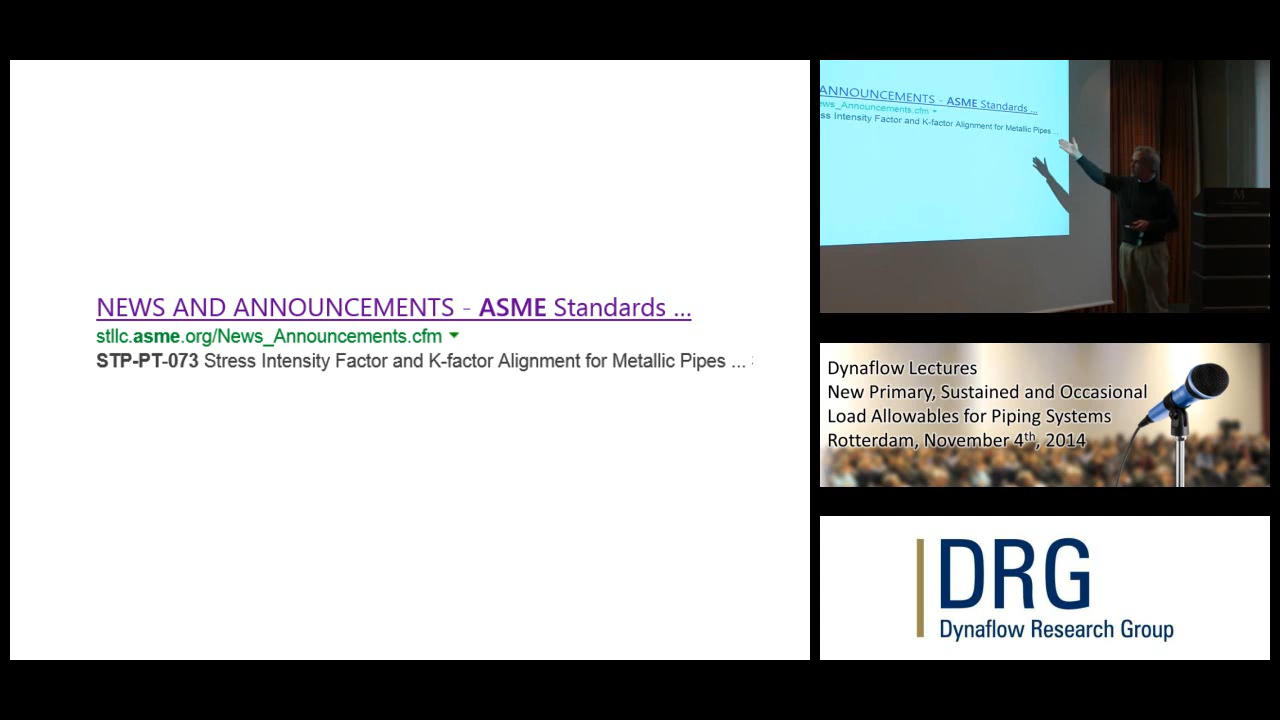 NEWS AND ANNOUNCEMENTS - ASME Standards ...
stllc.asme.org/News_Announcements.cfm
STP-PT-073 Stress Intensity Factor and K-factor Alignment for Metallic Pipes ...
ANNOUNCEMENTS - ASME Standards ...
ews_Announcements.cfm
ss Intensity Factor and K-factor Alignment for Metallic Pipes ...
M
Dynaflow Lectures
New Primary, Sustained and Occasional
Load Allowables for Piping Systems
Rotterdam, November 4th, 2014
DRG
Dynaflow Research Group